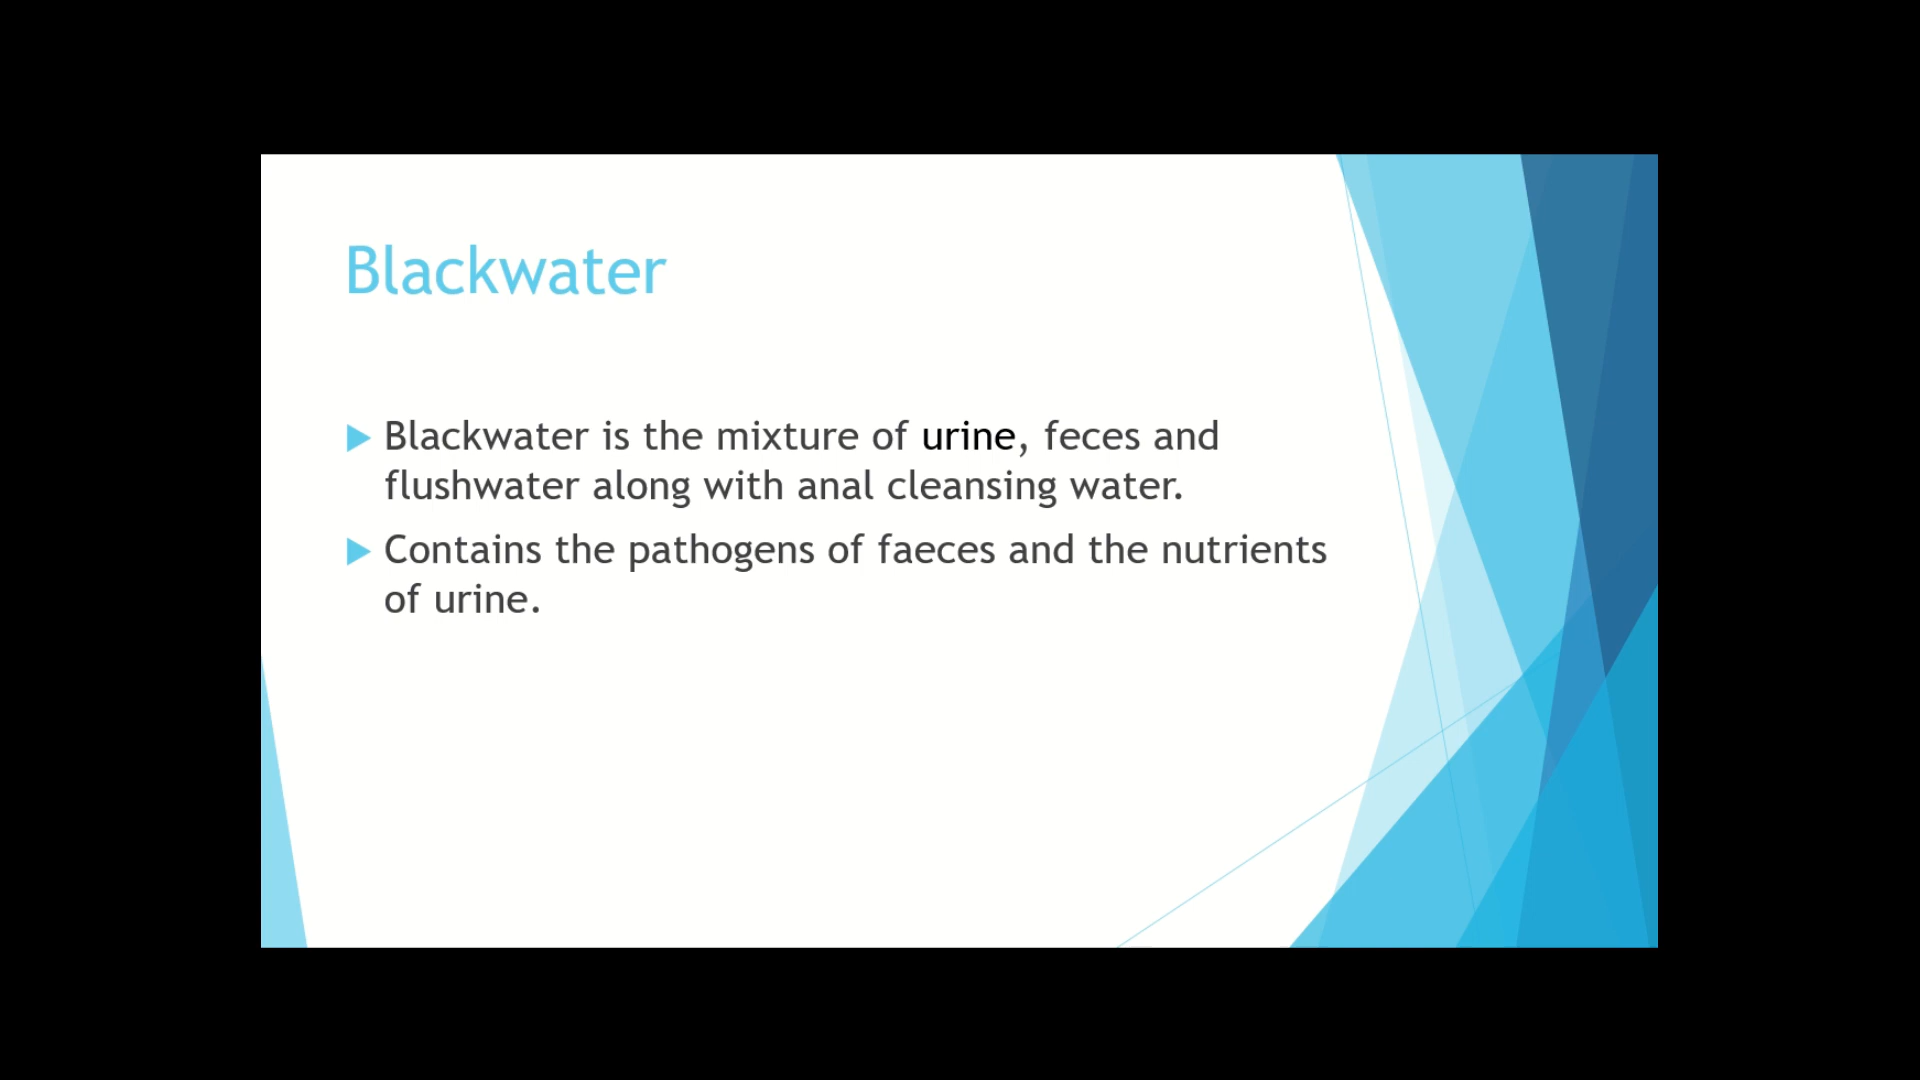 Blackwater
Blackwater is the mixture of urine, feces and
flushwater along with anal cleansing water.
Contains the pathogens of faeces and the nutrients
of urine.